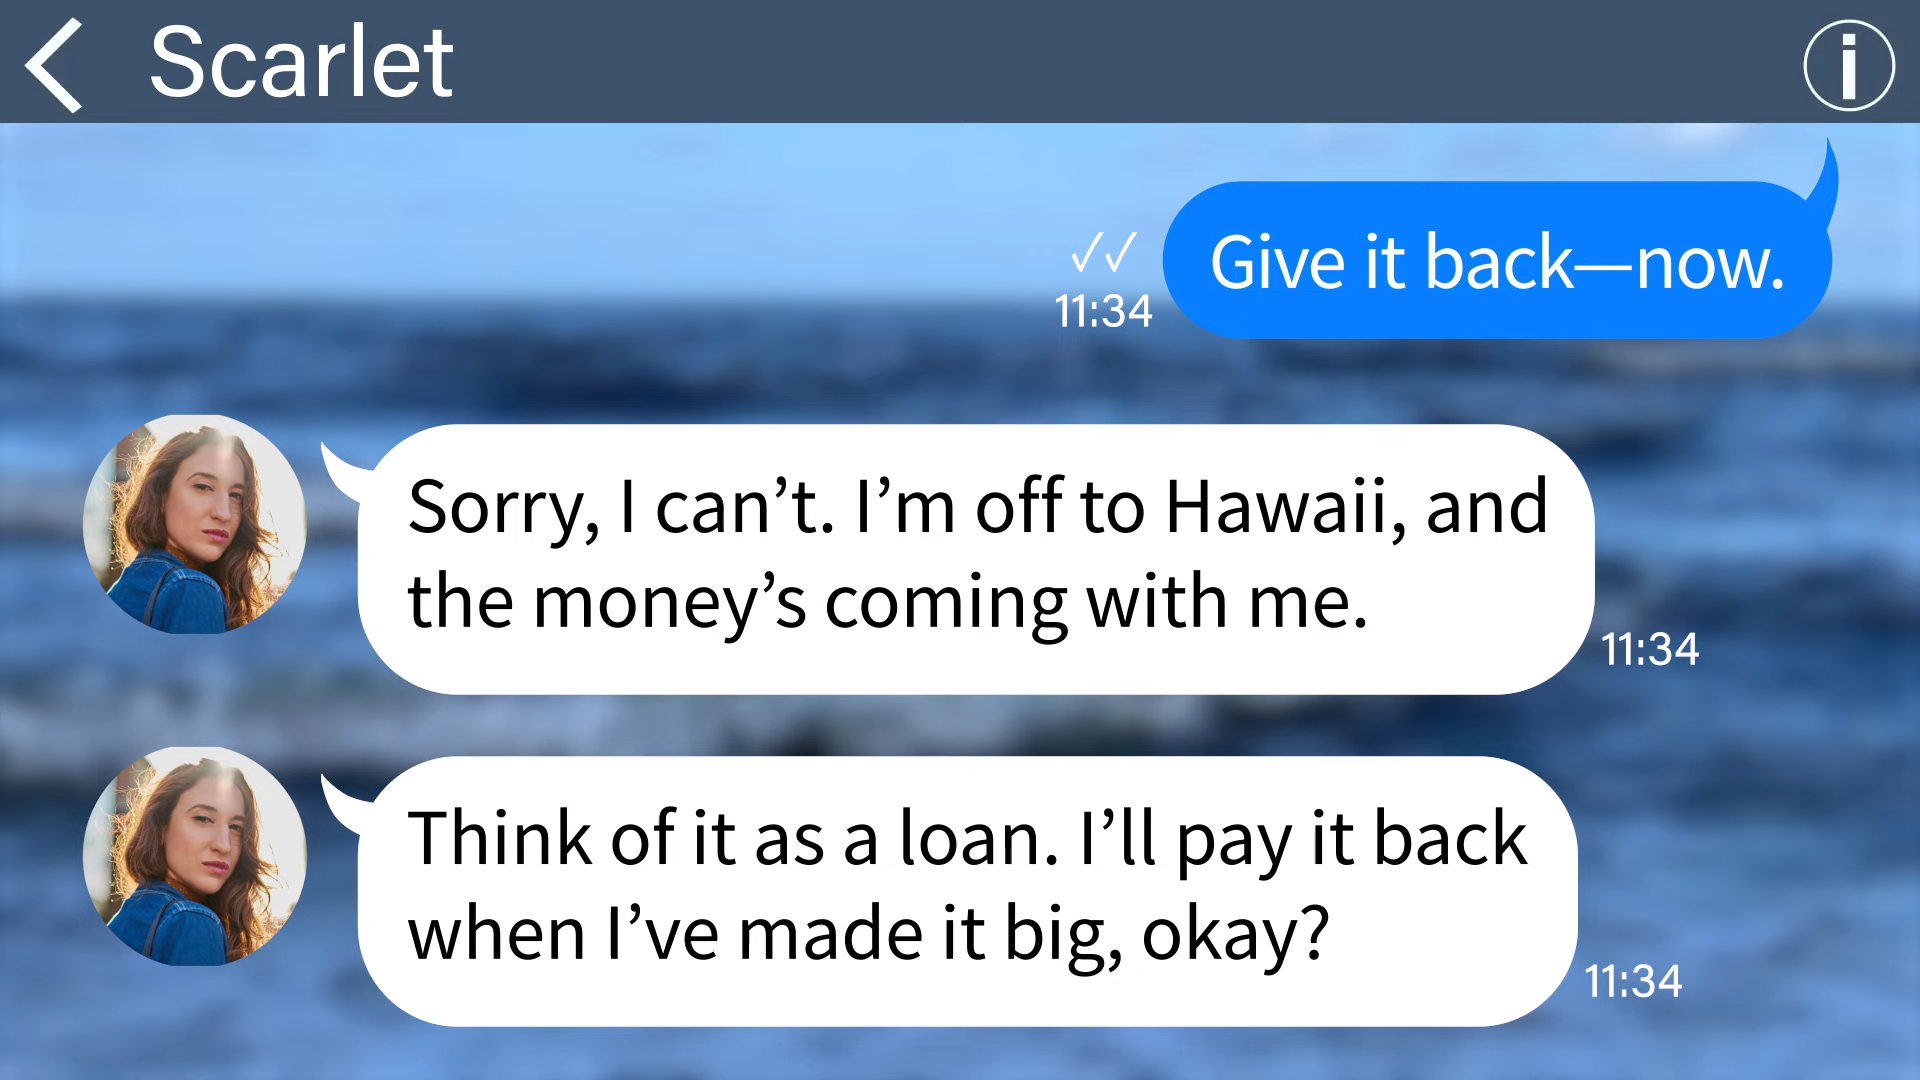 Scarlet
Give it back—now.
✓✓
11:34
Sorry, I can’t. I’m off to Hawaii, and
the money’s coming with me.
11:34
Think of it as a loan. I’ll pay it back
when I’ve made it big, okay?
11:34